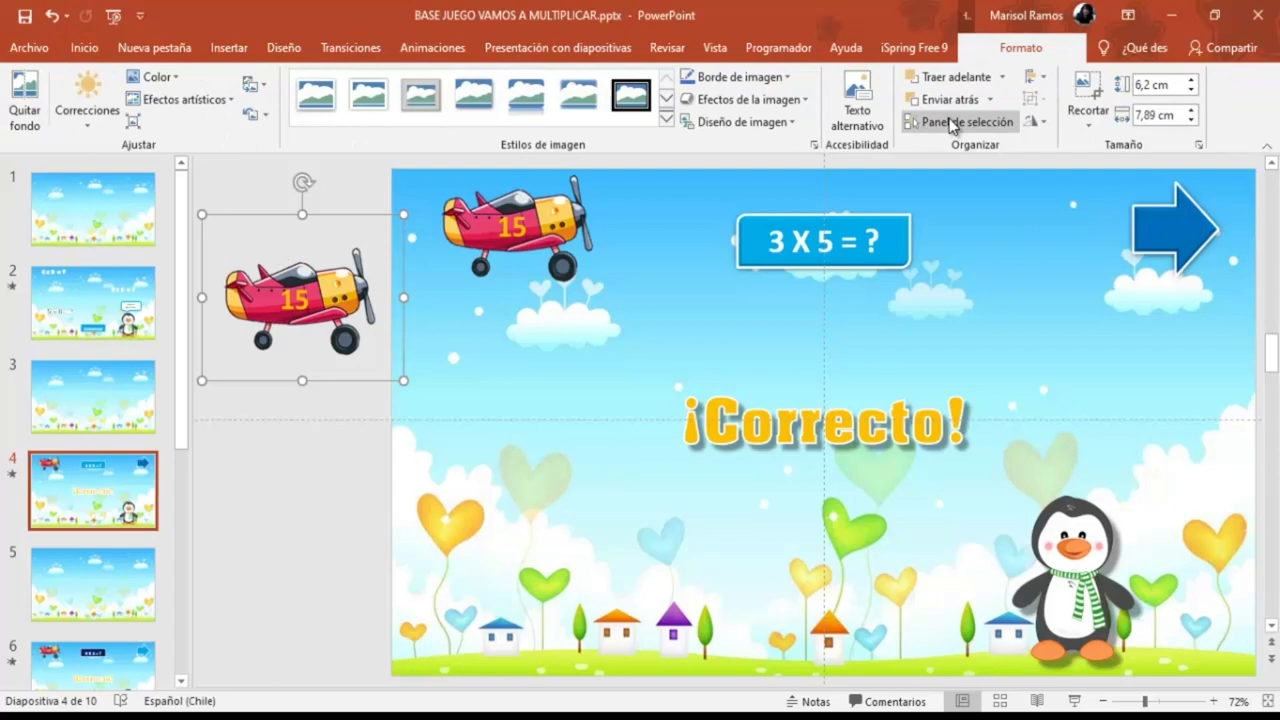 BASE JUEGO VAMOS A MULTIPLICAR.pptx - PowerPoint
Marisol Ramos
Archivo Inicio Nueva pestaña Insertar Diseño Transiciones Animaciones Presentación con diapositivas Revisar Vista Programador Ayuda iSpring Free 9 Formato ¿Qué des Compartir
Quitar fondo
Correcciones
Color
Efectos artísticos
Ajustar
Estilos de imagen
Borde de imagen
Efectos de la imagen
Diseño de imagen
Texto alternativo
Accesibilidad
Traer adelante
Enviar atrás
Panel de selección
Organizar
Recortar
6,2 cm
7,89 cm
Tamaño
1
2
3
4
5
6
15
15
3 X 5 = ?
¡Correcto!
Diapositiva 4 de 10 Español (Chile) Notas Comentarios 72%